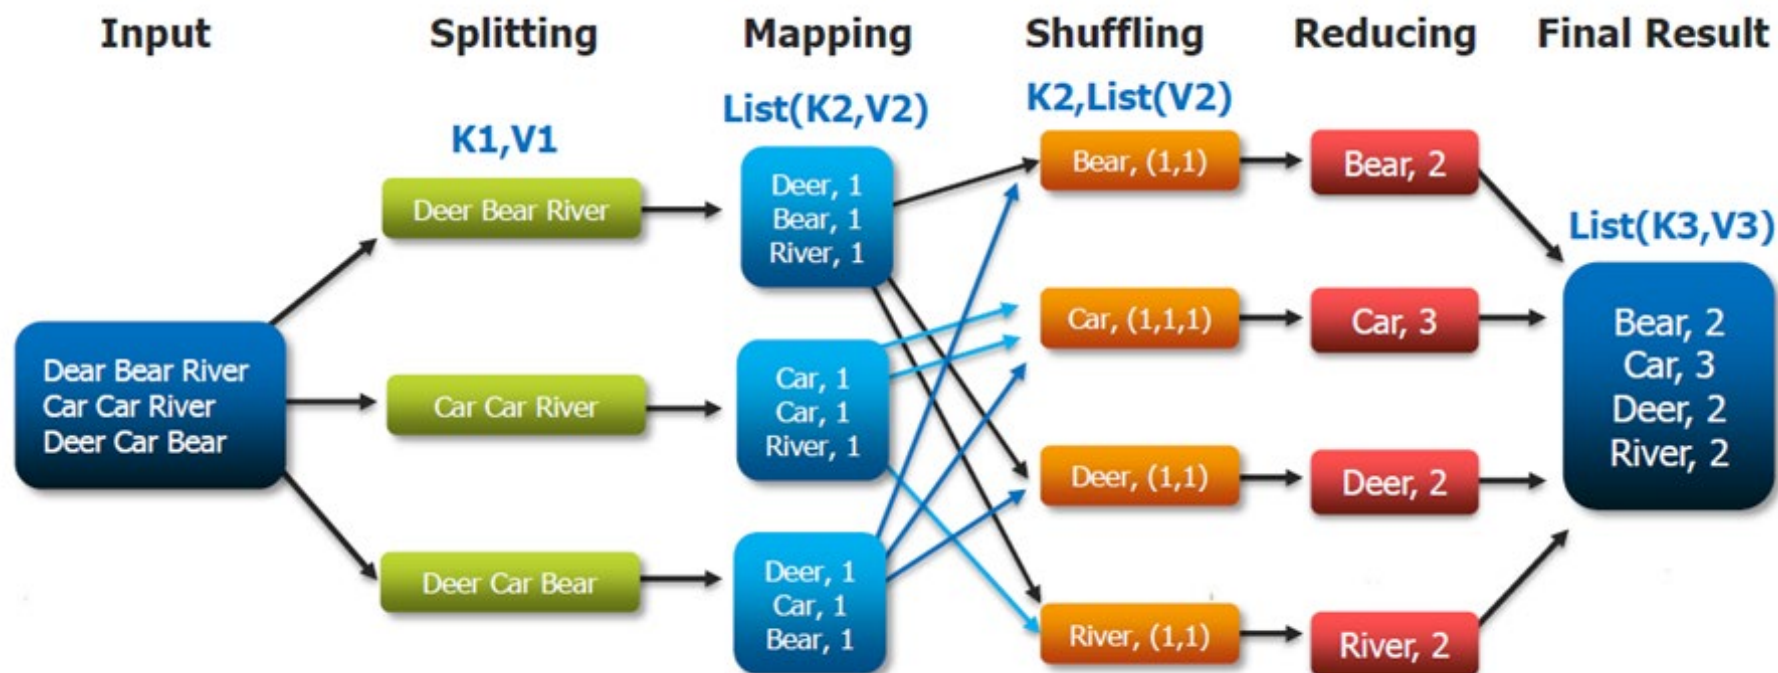 Input
Splitting
Mapping
Shuffling
Reducing
Final Result
K1,V1
List(K2,V2)
K2,List(V2)
List(K3,V3)
Dear Bear River
Car Car River
Deer Car Bear
Deer Bear River
Car Car River
Deer Car Bear
Deer, 1
Bear, 1
River, 1
Car, 1
Car, 1
River, 1
Deer, 1
Car, 1
Bear, 1
Bear, (1,1)
Car, (1,1,1)
Deer, (1,1)
River, (1,1)
Bear, 2
Car, 3
Deer, 2
River, 2
Bear, 2
Car, 3
Deer, 2
River, 2